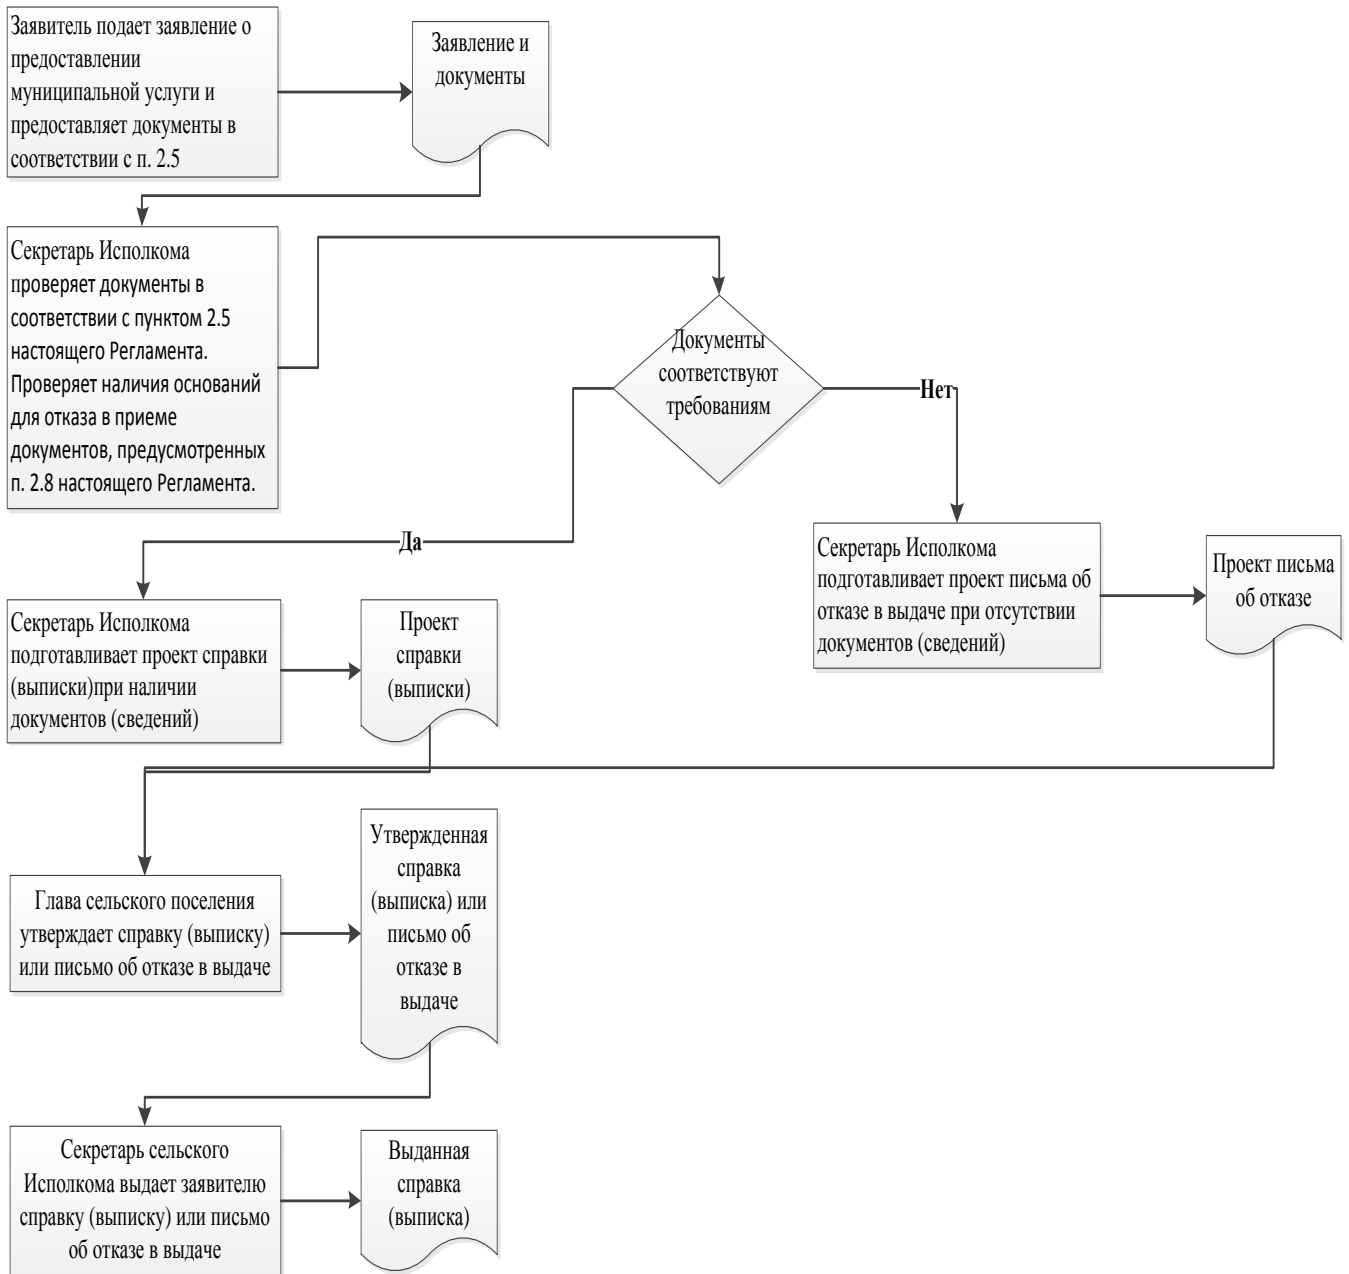 Заявитель подает заявление о
предоставлении
муниципальной услуги и
предоставляет документы в
соответствии с п. 2.5
Заявление и
документы
Секретарь Исполкома
проверяет документы в
соответствии с пунктом 2.5
настоящего Регламента.
Проверяет наличия оснований
для отказа в приеме
документов, предусмотренных
п. 2.8 настоящего Регламента.
Документы
соответствуют
требованиям
Нет
Да
Секретарь Исполкома
подготавливает проект письма об
отказе в выдаче при отсутствии
документов (сведений)
Проект письма
об отказе
Секретарь Исполкома
подготавливает проект справки
(выписки)при наличии
документов (сведений)
Проект
справки
(выписки)
Утвержденная
справка
(выписка) или
письмо об
отказе в
выдаче
Глава сельского поселения
утверждает справку (выписку)
или письмо об отказе в выдаче
Секретарь сельского
Исполкома выдает заявителю
справку (выписку) или письмо
об отказе в выдаче
Выданная
справка
(выписка)